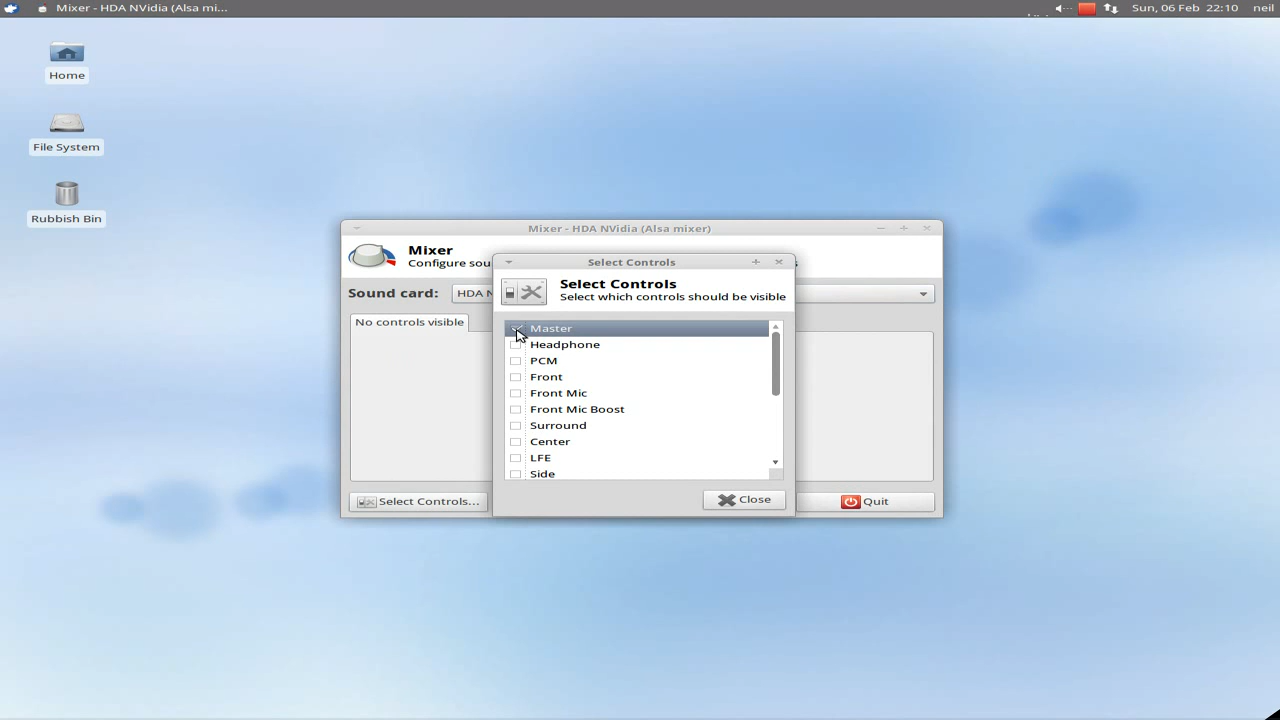 Mixer - HDA NVidia (Alsa mi...
Sun, 06 Feb 22:10 neil
Home
File System
Rubbish Bin
Mixer - HDA NVidia (Alsa mixer)
Mixer
Configure sou
Sound card: HDA N
No controls visible
Select Controls...
Quit
Select Controls
Select Controls
Select which controls should be visible
Master
Headphone
PCM
Front
Front Mic
Front Mic Boost
Surround
Center
LFE
Side
Close